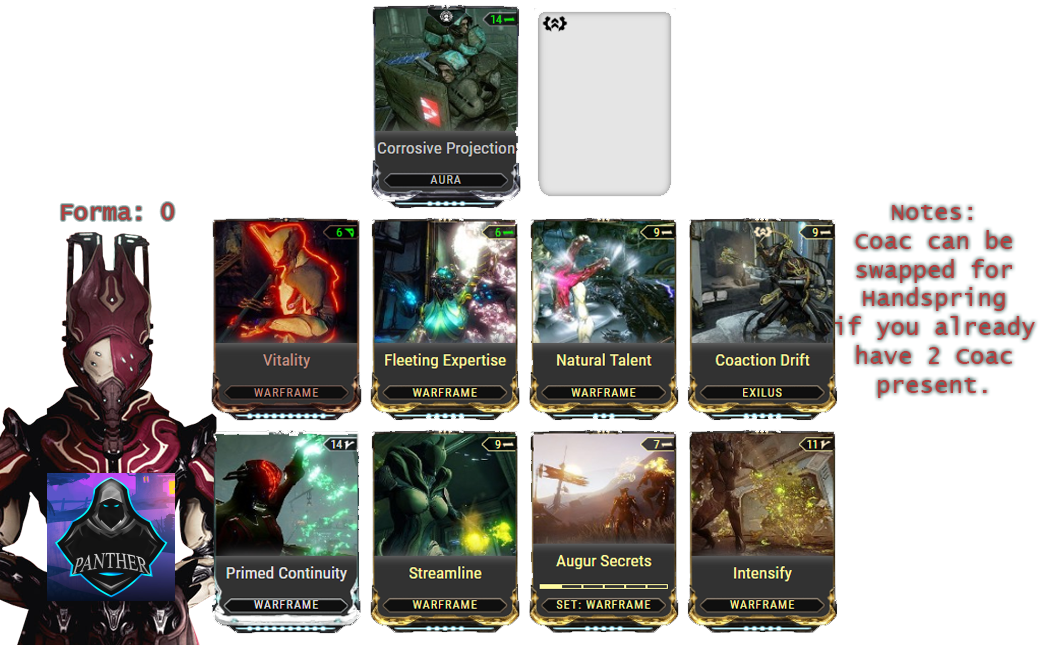 14
Corrosive Projection
AURA
Forma: 0
6
Vitality
WARFRAME
6
Fleeting Expertise
WARFRAME
9
Natural Talent
WARFRAME
9
Coaction Drift
EXILUS
Notes:
Coac can be
swapped for
Handspring
if you already
have 2 Coac
present.
PANTHER
14
Primed Continuity
WARFRAME
9
Streamline
WARFRAME
7
Augur Secrets
SET: WARFRAME
11
Intensify
WARFRAME